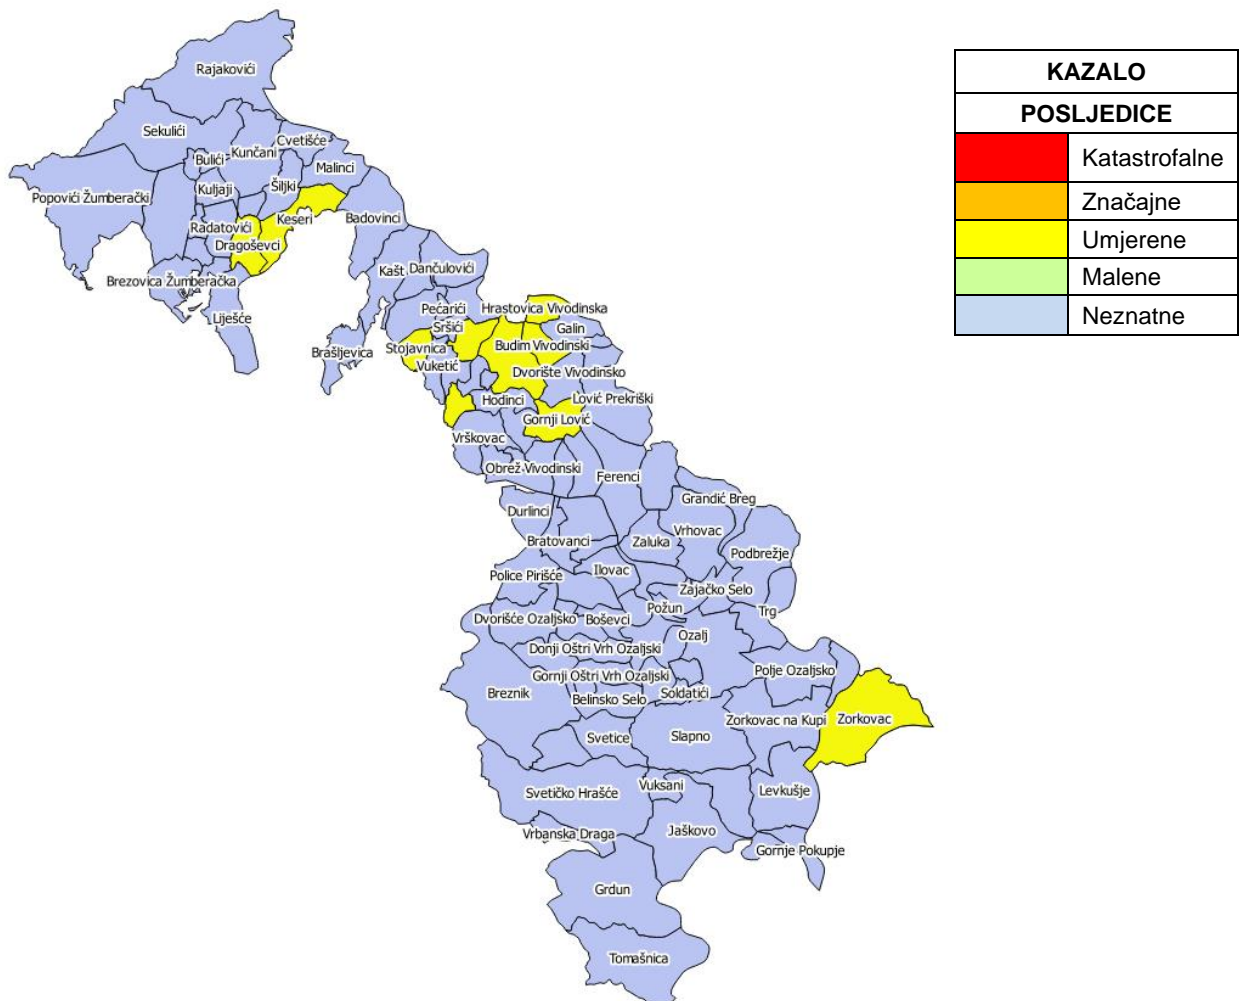 Rajakovići
Sekulići
Cvetišće
Kunčani
Bulići
Malinci
Šiljki
Kuljaji
Popovići Žumberački
Keseri
Badovinci
Radatovići
Dragoševci
Kašt
Dančulovići
Brezovica Žumberačka
Liješće
Pećarići
Hrastovica Vivodinska
Sršići
Galin
Budim Vivodinski
Stojavnica
Brašljevica
Vuketić
Dvorište Vivodinsko
Hodinci
Lović Prekriški
Gornji Lović
Vrškovac
Obrež Vivodinski
Ferenci
Grandić Breg
Durlinci
Vrhovac
Bratovanci
Zaluka
Podbrežje
Ilovac
Police Pirišće
Zajačko Selo
Požun
Trg
Dvorišće Ozaljsko
Boševci
Ozalj
Donji Oštri Vrh Ozaljski
Gornji Oštri Vrh Ozaljski
Polje Ozaljsko
Breznik
Belinsko Selo
Soldatići
Zorkovac na Kupi
Zorkovac
Svetice
Slapno
Vuksani
Levkušje
Svetičko Hrašće
Vrbanska Draga
Jaškovo
Gornje Pokupje
Grdun
Tomašnica
KAZALO
POSLJEDICE
Katastrofalne
Značajne
Umjerene
Malene
Neznatne